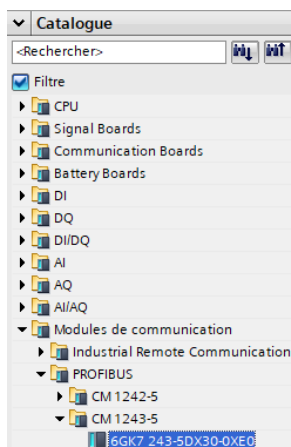 Catalogue
<Rechercher>
Filtre
CPU
Signal Boards
Communication Boards
Battery Boards
DI
DQ
DI/DQ
AI
AQ
AI/AQ
Modules de communication
Industrial Remote Communication
PROFIBUS
CM 1242-5
CM 1243-5
6GK7 243-5DX30-0XE0